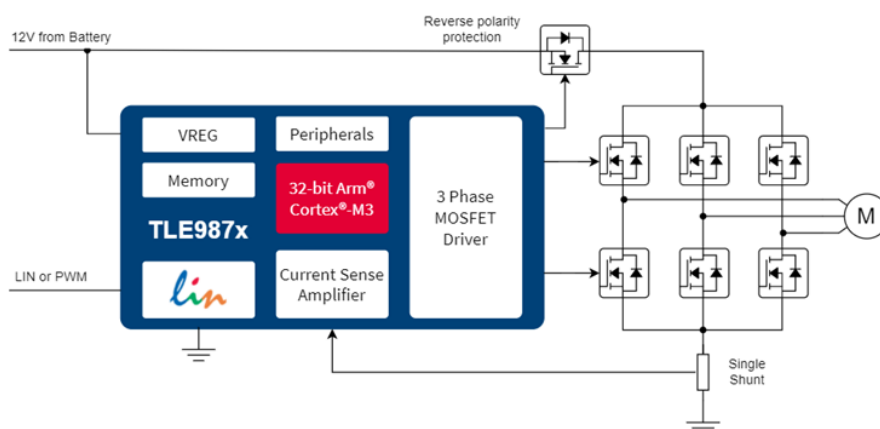 Reverse polarity
protection
12V from Battery
VREG
Peripherals
Memory
32-bit Arm®
Cortex®-M3
3 Phase
MOSFET
Driver
TLE987x
M
LIN or PWM
lin
Current Sense
Amplifier
Single
Shunt